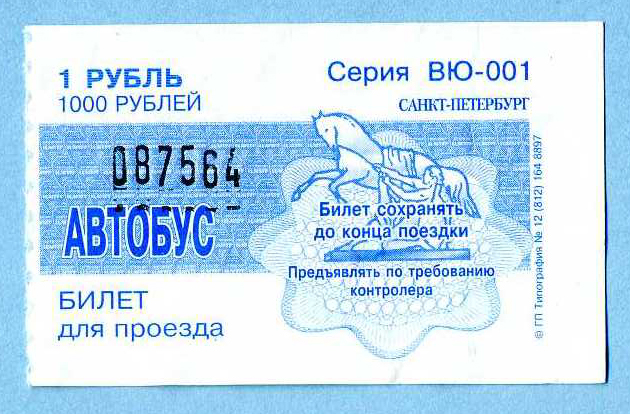 1 РУБЛЬ
1000 РУБЛЕЙ
Серия ВЮ-001
САНКТ-ПЕТЕРБУРГ
087564
АВТОБУС
Билет сохранять
до конца поездки
Предъявлять по требованию
контролера
БИЛЕТ
для проезда
© ГП Типография № 12 (812) 164 8897